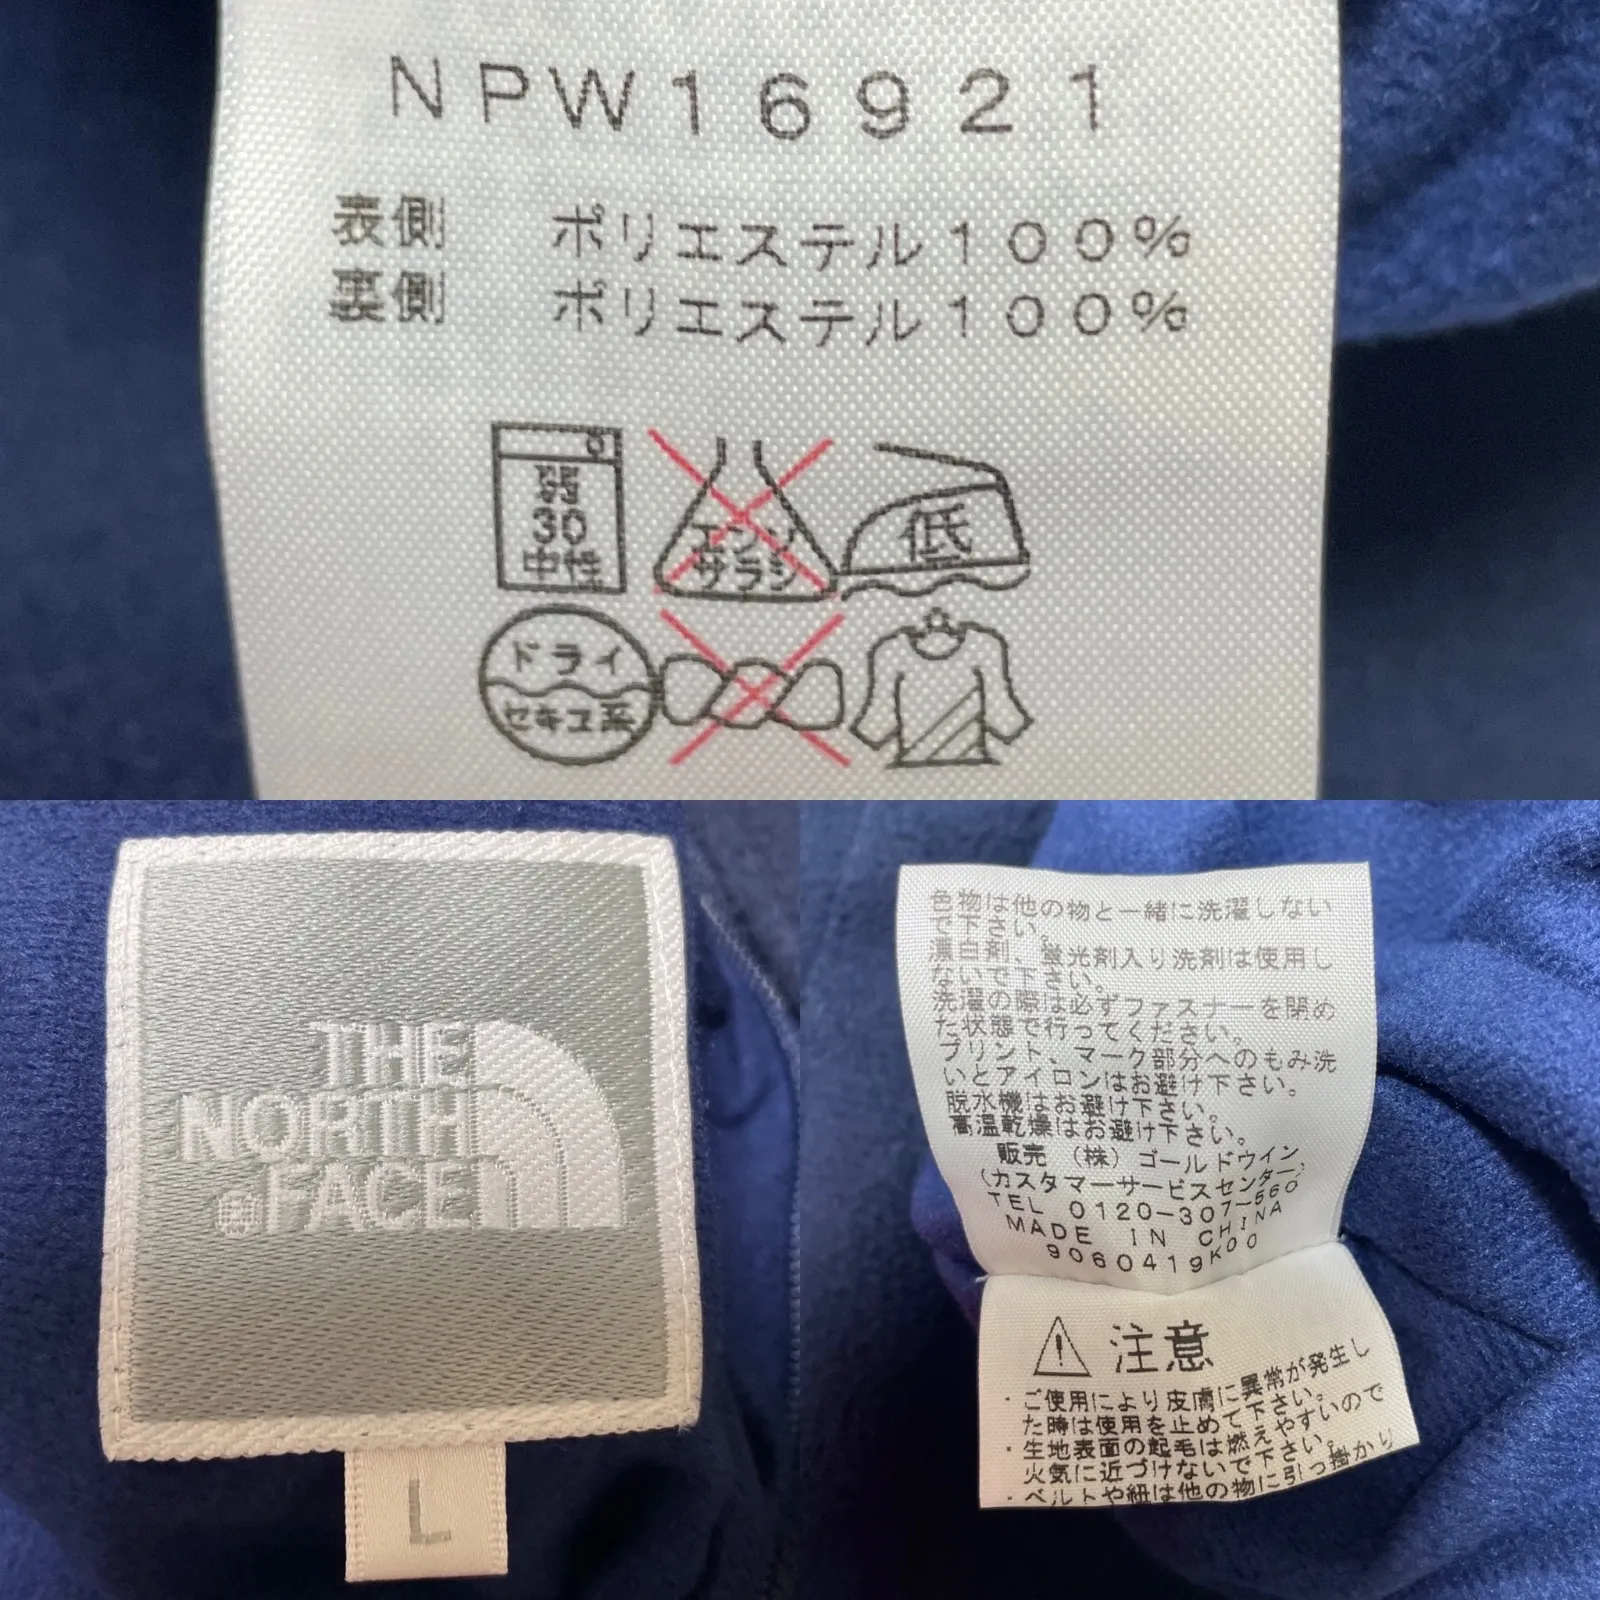 NPW16921
表側 ポリエステル100%
裏側 ポリエステル100%
弱
30
中性
エンソ
サラシ
低
ドライ
セキユ系
THE
NORTH
FACE
L
色物は他の物と一緒に洗濯しない
で下さい。
漂白剤、蛍光剤入り洗剤は使用し
ないで下さい。
洗濯の際は必ずファスナーを閉め
た状態で行ってください。
プリント、マーク部分へのもみ洗
いとアイロンはお避け下さい。
脱水機はお避け下さい。
高温乾燥はお避け下さい。
販売 (株) ゴールドウイン
(カスタマーサービスセンター)
TEL 0120-307-560
MADE IN CHINA
9060419K00
注意
・ご使用により皮膚に異常が発生し
た時は使用を止めて下さい。
・生地表面の起毛は燃えやすいので
火気に近づけないで下さい。
・ベルトや紐は他の物に引っ掛かり